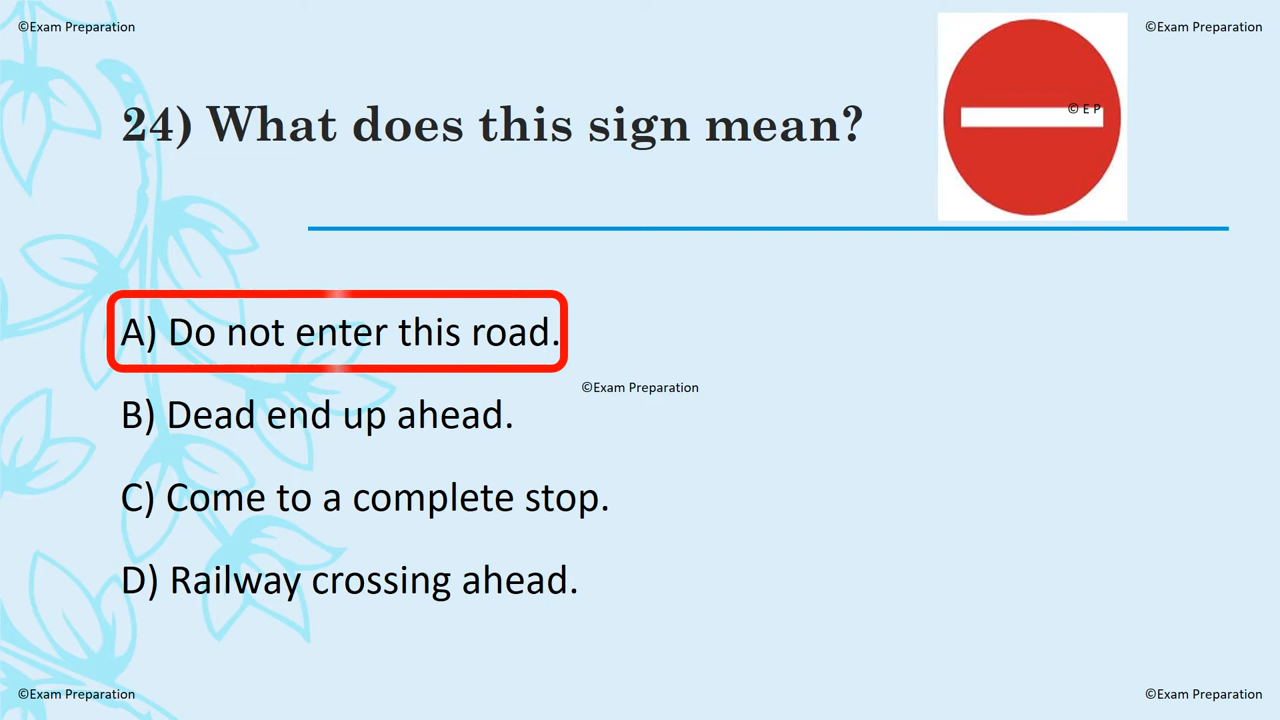 ©Exam Preparation
©Exam Preparation
24) What does this sign mean?
© E P
A) Do not enter this road.
©Exam Preparation
B) Dead end up ahead.
C) Come to a complete stop.
D) Railway crossing ahead.
©Exam Preparation
©Exam Preparation